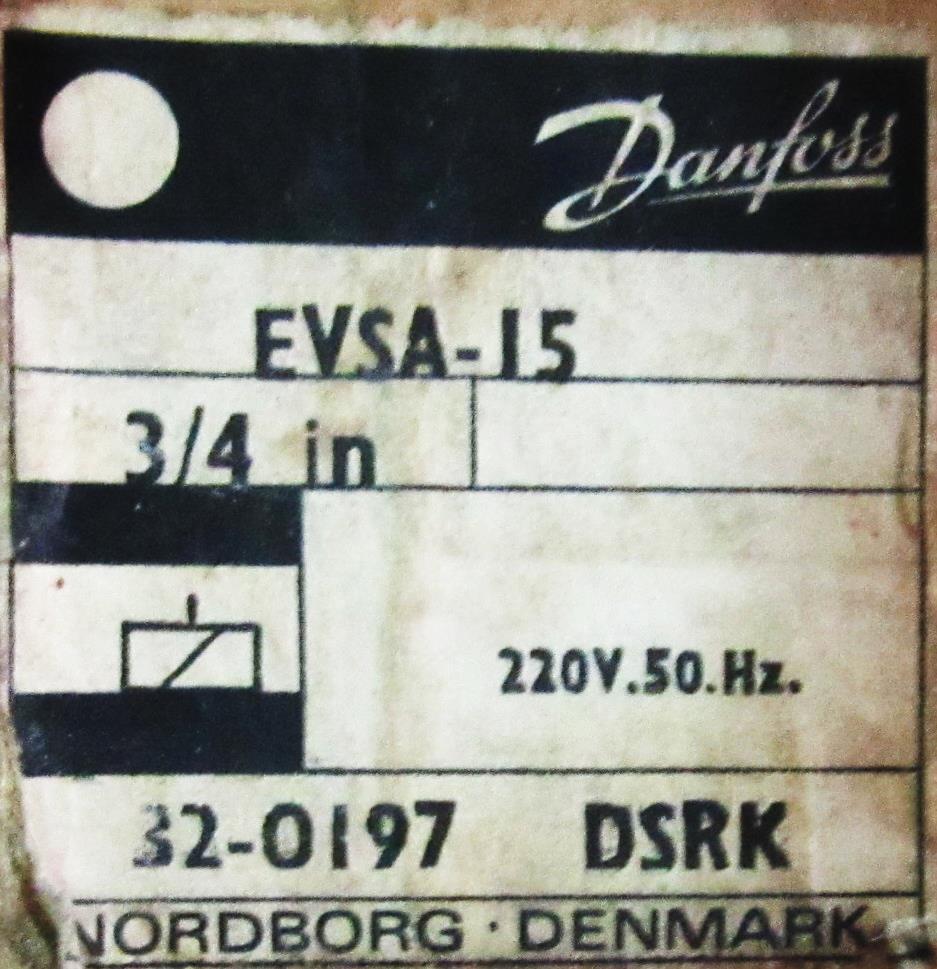 Danfoss
EVSA-15
3/4 in
220V.50.Hz.
32-0197 DSRK
NORDBORG · DENMARK